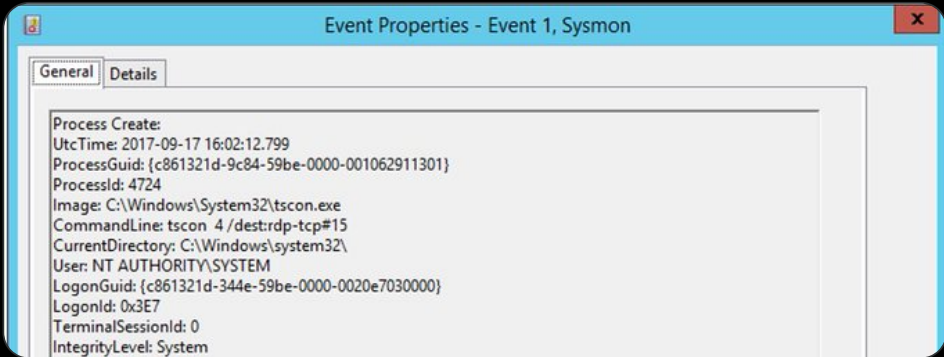 Event Properties - Event 1, Sysmon
x
General
Details
Process Create:
UtcTime: 2017-09-17 16:02:12.799
ProcessGuid: {c861321d-9c84-59be-0000-001062911301}
ProcessId: 4724
Image: C:\Windows\System32\tscon.exe
CommandLine: tscon  4 /dest:rdp-tcp#15
CurrentDirectory: C:\Windows\system32\
User: NT AUTHORITY\SYSTEM
LogonGuid: {c861321d-344e-59be-0000-0020e7030000}
LogonId: 0x3E7
TerminalSessionId: 0
IntegrityLevel: System